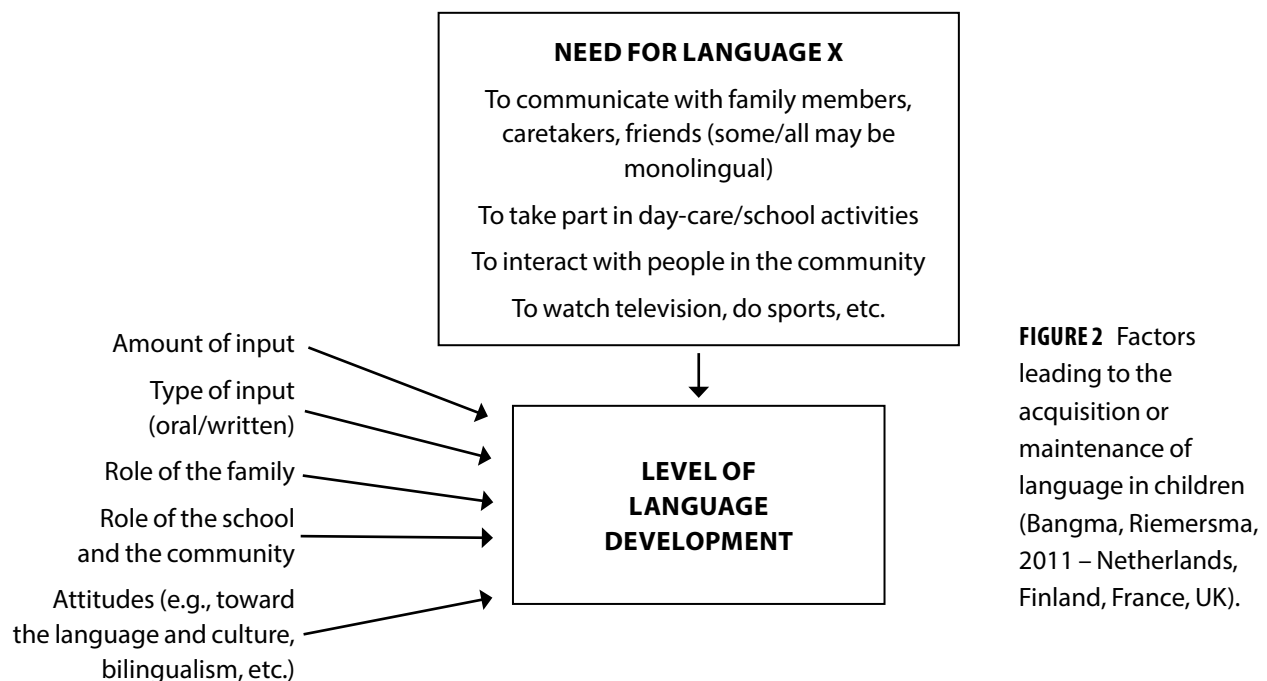 NEED FOR LANGUAGE X
To communicate with family members,
caretakers, friends (some/all may be
monolingual)
To take part in day-care/school activities
To interact with people in the community
To watch television, do sports, etc.
Amount of input
Type of input
(oral/written)
Role of the family
Role of the school
and the community
Attitudes (e.g., toward
the language and culture,
bilingualism, etc.)
LEVEL OF
LANGUAGE
DEVELOPMENT
FIGURE 2 Factors
leading to the
acquisition or
maintenance of
language in children
(Bangma, Riemersma,
2011 – Netherlands,
Finland, France, UK).